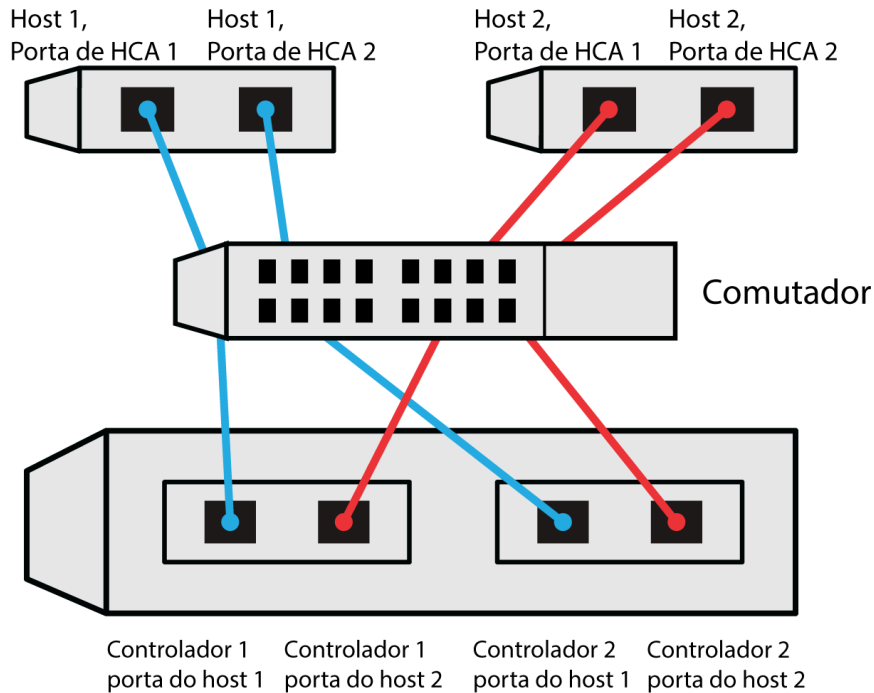 Host 1,
Porta de HCA 1
Host 1,
Porta de HCA 2
Host 2,
Porta de HCA 1
Host 2,
Porta de HCA 2
Comutador
Controlador 1
porta do host 1
Controlador 1
porta do host 2
Controlador 2
porta do host 1
Controlador 2
porta do host 2